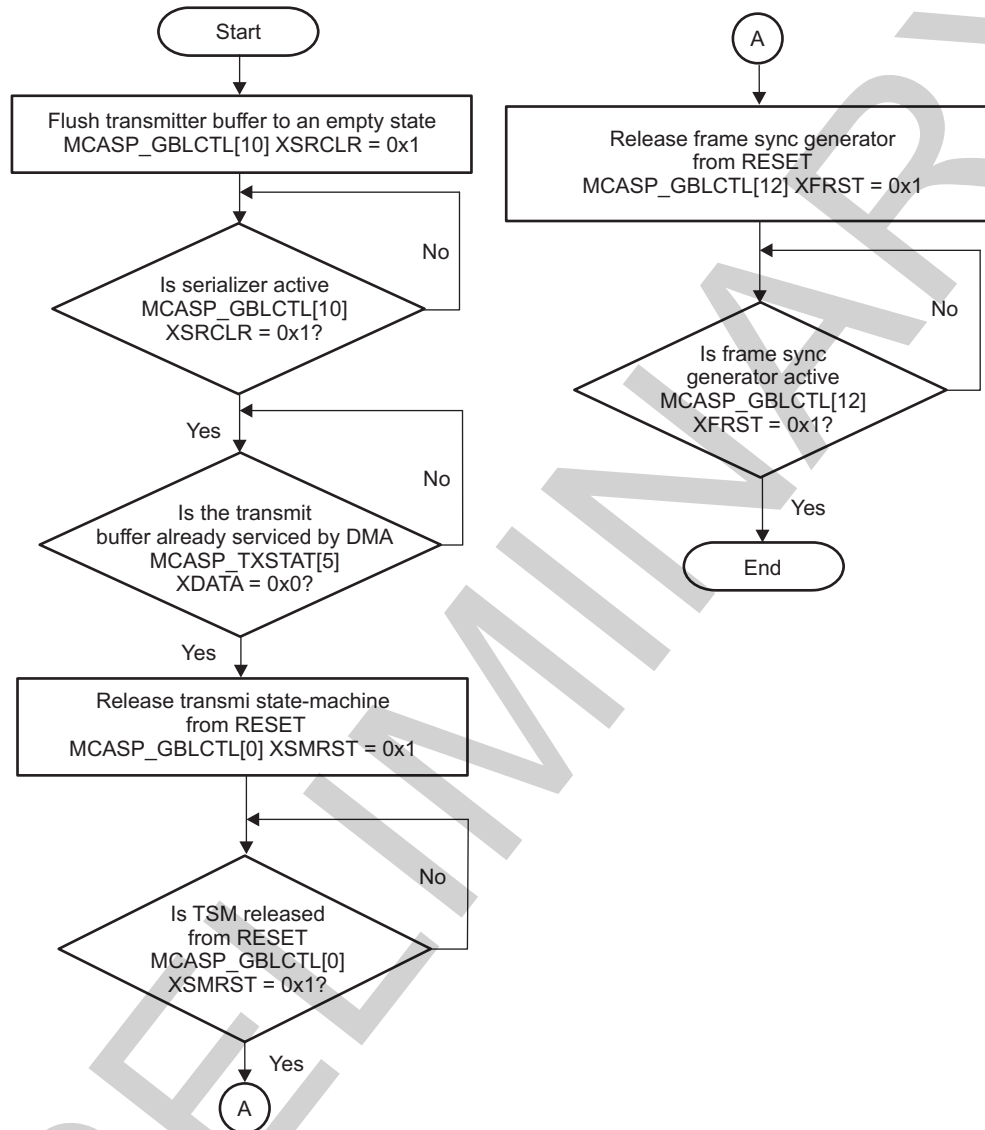 Start
Flush transmitter buffer to an empty state
MCASP_GBLCTL[10] XSRCLR = 0x1
No
Is serializer active
MCASP_GBLCTL[10]
XSRCLR = 0x1?
Yes
No
Is the transmit
buffer already serviced by DMA
MCASP_TXSTAT[5]
XDATA = 0x0?
Yes
Release transmi state-machine
from RESET
MCASP_GBLCTL[0] XSMRST = 0x1
No
Is TSM released
from RESET
MCASP_GBLCTL[0]
XSMRST = 0x1?
Yes
A
A
Release frame sync generator
from RESET
MCASP_GBLCTL[12] XFRST = 0x1
No
Is frame sync
generator active
MCASP_GBLCTL[12]
XFRST = 0x1?
Yes
End
RELIMINARY